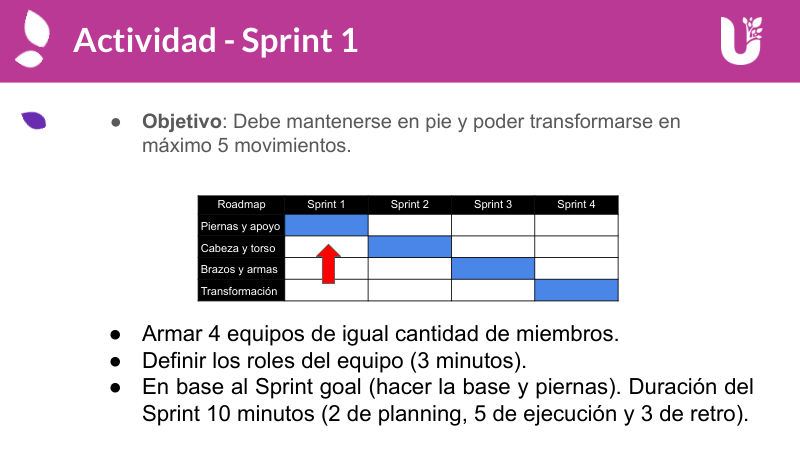 Actividad - Sprint 1
● Objetivo: Debe mantenerse en pie y poder transformarse en
máximo 5 movimientos.
Roadmap Sprint 1 Sprint 2 Sprint 3 Sprint 4
Piernas y apoyo
Cabeza y torso
Brazos y armas
Transformación
● Armar 4 equipos de igual cantidad de miembros.
● Definir los roles del equipo (3 minutos).
● En base al Sprint goal (hacer la base y piernas). Duración del
Sprint 10 minutos (2 de planning, 5 de ejecución y 3 de retro).